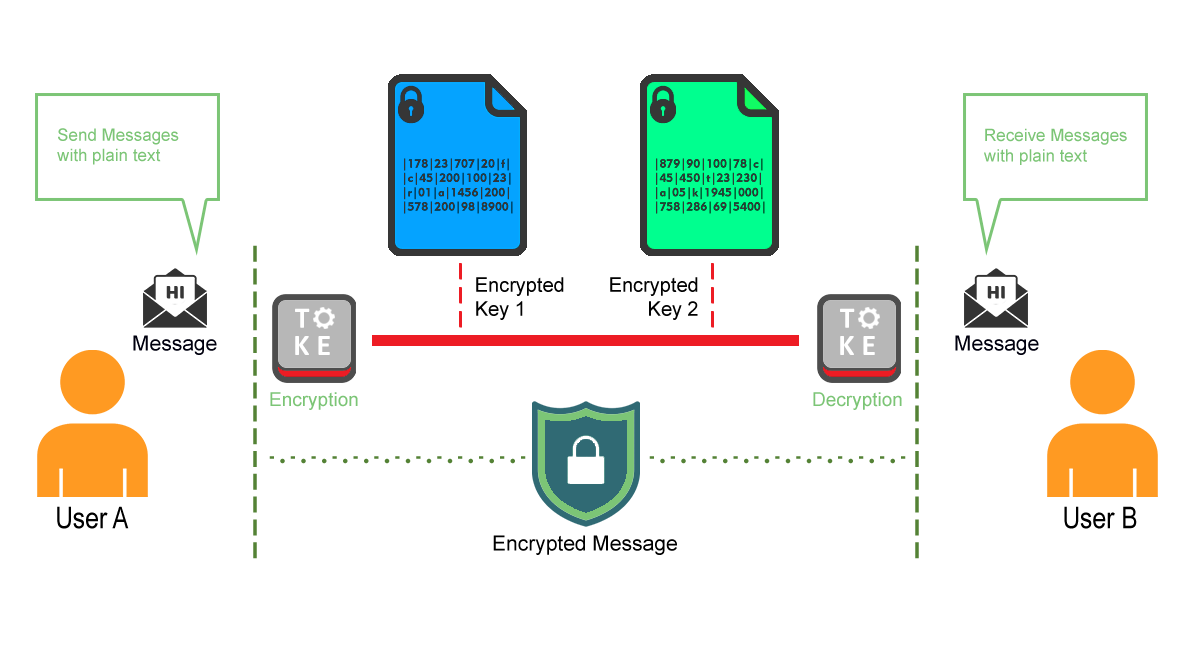 Send Messages
with plain text
|178|23|707|20|f|
|c|45|200|100|23|
|r|01|a|1456|200|
|578|200|98|8900|
|879|90|100|78|c|
45|450|t|23|230|
a|05|k|1945|000|
|758|286|69|5400|
Receive Messages
with plain text
HI
Message
Encrypted
Key 1
Encrypted
Key 2
HI
Message
T
KE
Encryption
T
KE
Decryption
User A
Encrypted Message
User B